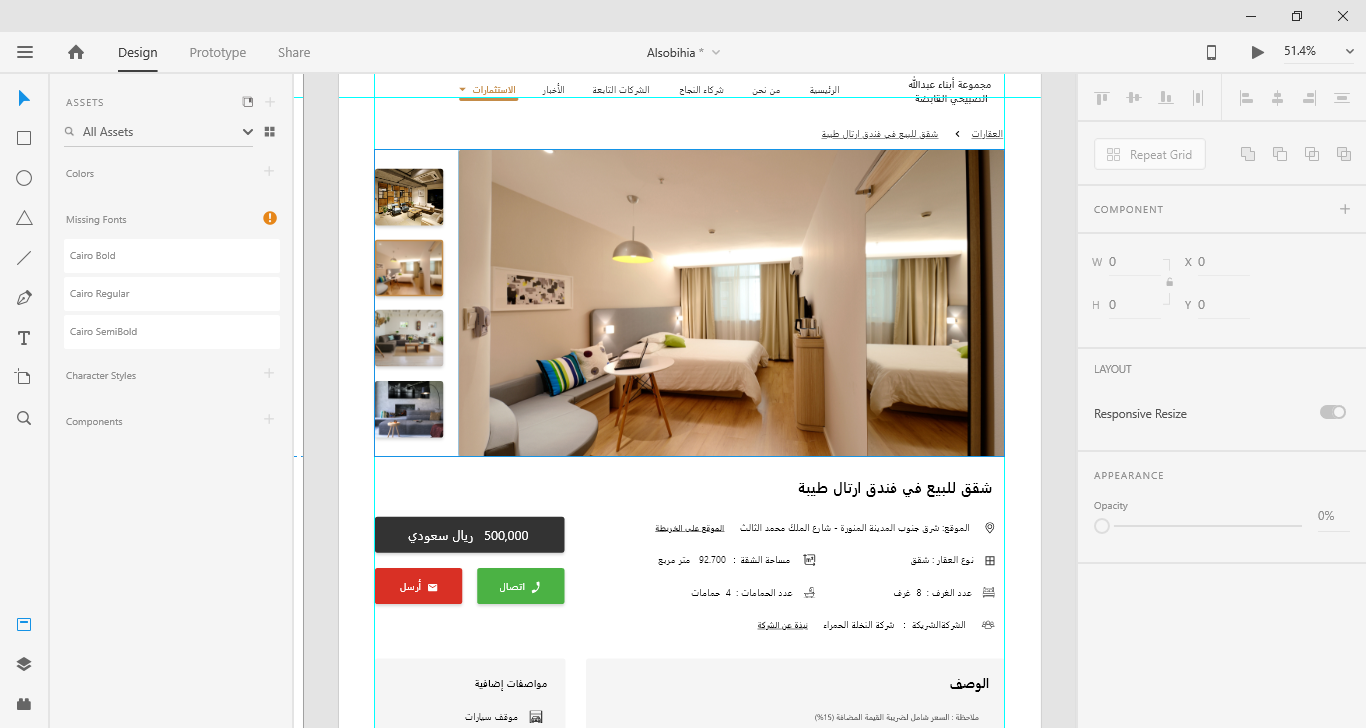 Design
Prototype
Share
Alsobihia *
51.4%
ASSETS
All Assets
Colors
Missing Fonts
Cairo Bold
Cairo Regular
Cairo SemiBold
Character Styles
Components
مجموعة أبناء عبدالله
الصبيحي القابضة
الرئيسية
من نحن
شركاء النجاح
الشركات التابعة
الأخبار
الاستثمارات
العقارات
شقق للبيع في فندق ارتال طيبة
شقق للبيع في فندق ارتال طيبة
الموقع: شرق جنوب المدينة المنورة - شارع الملك محمد الثالث
الموقع على الخريطة
نوع العقار : شقق
مساحة الشقة : 92.700 متر مربع
عدد الغرف : 8 غرف
عدد الحمامات : 4 حمامات
الشركةالشريكة : شركة النخلة الحمراء
نبذة عن الشركة
500,000 ريال سعودي
اتصال
أرسل
الوصف
ملاحظة : السعر شامل لضريبة القيمة المضافة (15%)
مواصفات إضافية
موقف سيارات
Repeat Grid
COMPONENT
W 0
X 0
H 0
Y 0
LAYOUT
Responsive Resize
APPEARANCE
Opacity
0%